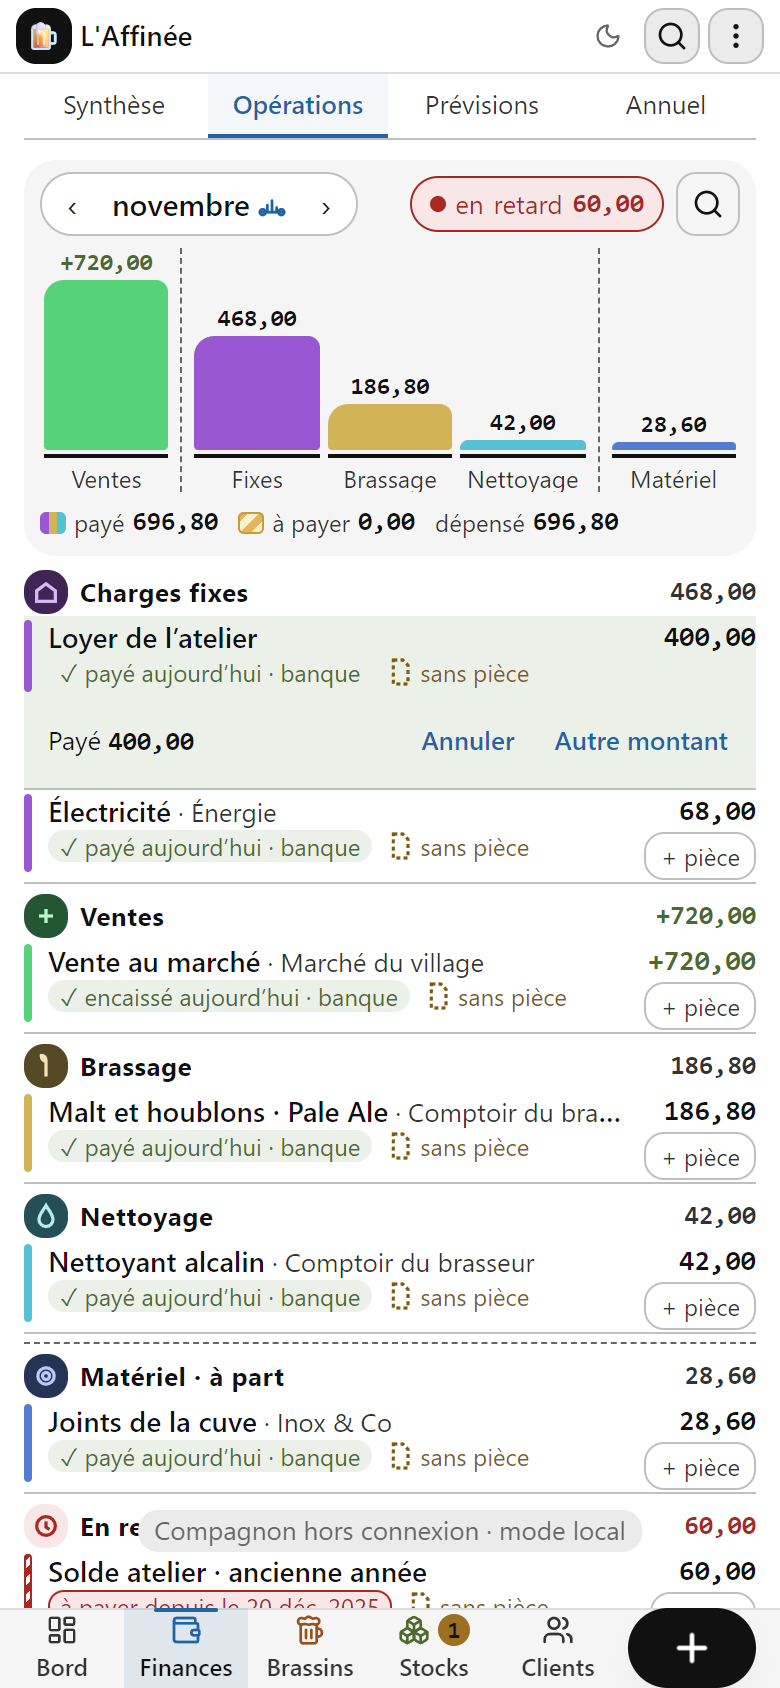 L'Affinée
Synthèse Opérations Prévisions Annuel
‹ novembre › en retard 60,00
+720,00
468,00
186,80
42,00
28,60
Ventes Fixes Brassage Nettoyage Matériel
payé 696,80 à payer 0,00 dépensé 696,80
Charges fixes 468,00
Loyer de l’atelier 400,00
✓ payé aujourd’hui · banque sans pièce
Payé 400,00 Annuler Autre montant
Électricité · Énergie 68,00
✓ payé aujourd’hui · banque sans pièce + pièce
Ventes +720,00
Vente au marché · Marché du village +720,00
✓ encaissé aujourd’hui · banque sans pièce + pièce
Brassage 186,80
Malt et houblons · Pale Ale · Comptoir du bra... 186,80
✓ payé aujourd’hui · banque sans pièce + pièce
Nettoyage 42,00
Nettoyant alcalin · Comptoir du brasseur 42,00
✓ payé aujourd’hui · banque sans pièce + pièce
Matériel · à part 28,60
Joints de la cuve · Inox & Co 28,60
✓ payé aujourd’hui · banque sans pièce + pièce
En re 60,00
Compagnon hors connexion · mode local
Solde atelier · ancienne année 60,00
à payer depuis le 20 déc. 2025 sans pièce
Bord Finances Brassins Stocks 1 Clients +